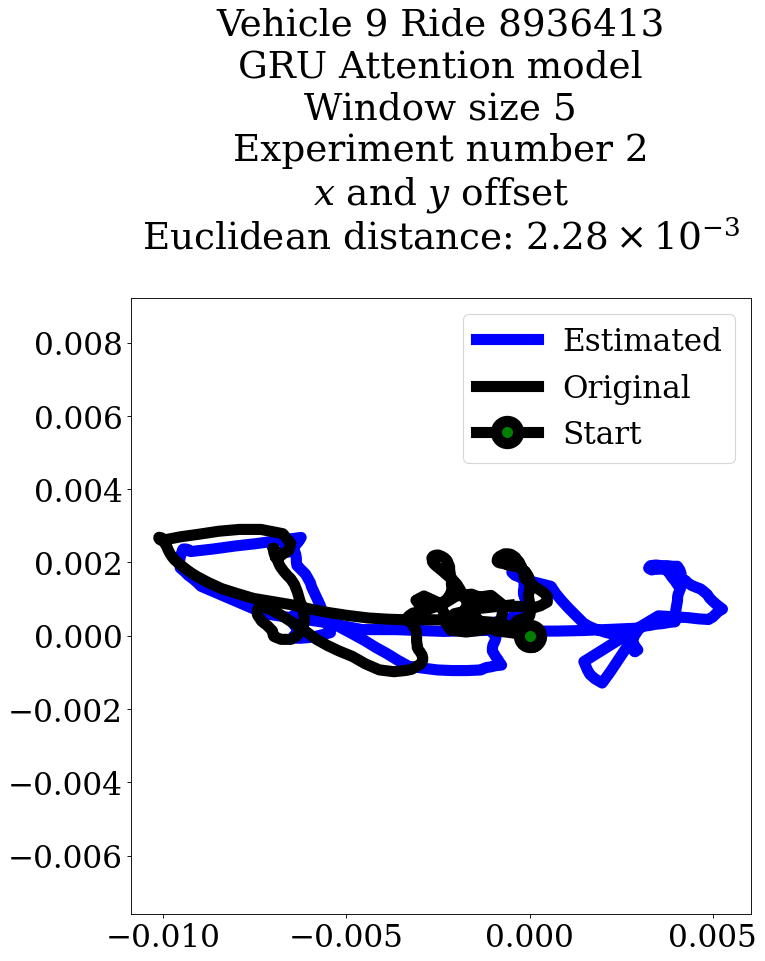 Vehicle 9 Ride 8936413
GRU Attention model
Window size 5
Experiment number 2
x and y offset
Euclidean distance: 2.28 × 10⁻³
Estimated
Original
Start
0.008
0.006
0.004
0.002
0.000
−0.002
−0.004
−0.006
−0.010 −0.005 0.000 0.005